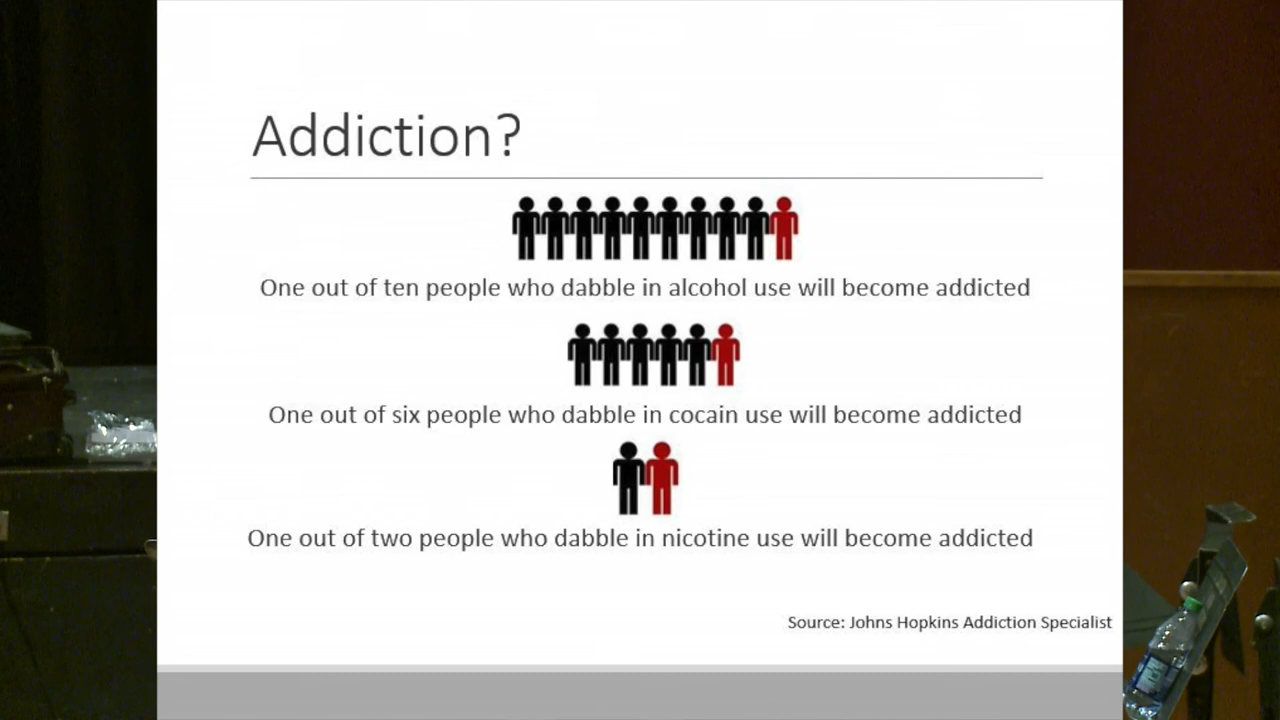 Addiction?
One out of ten people who dabble in alcohol use will become addicted
One out of six people who dabble in cocain use will become addicted
One out of two people who dabble in nicotine use will become addicted
Source: Johns Hopkins Addiction Specialist